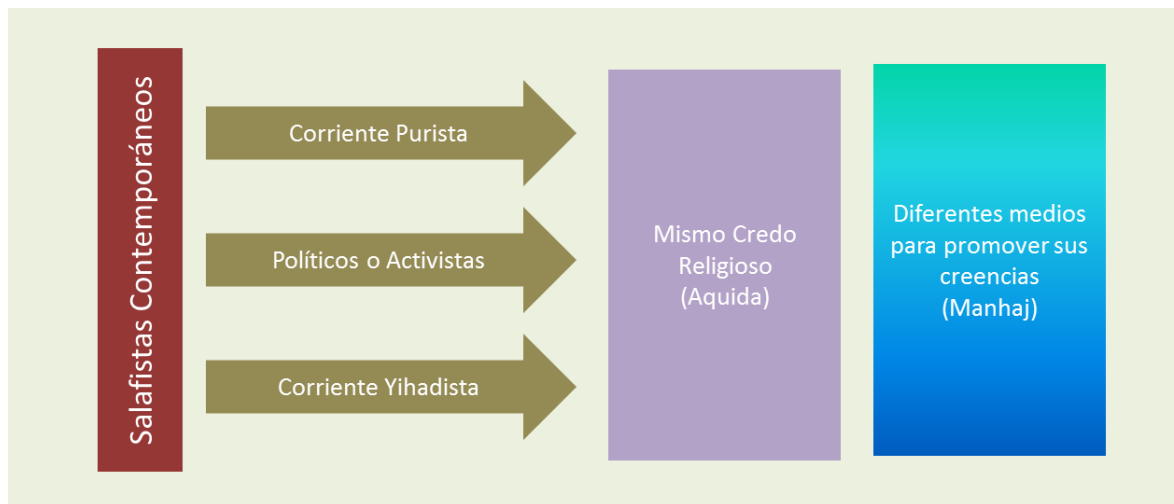 Salafistas Contemporáneos
Corriente Purista
Políticos o Activistas
Corriente Yihadista
Mismo Credo
Religioso
(Aquida)
Diferentes medios
para promover sus
creencias
(Manhaj)